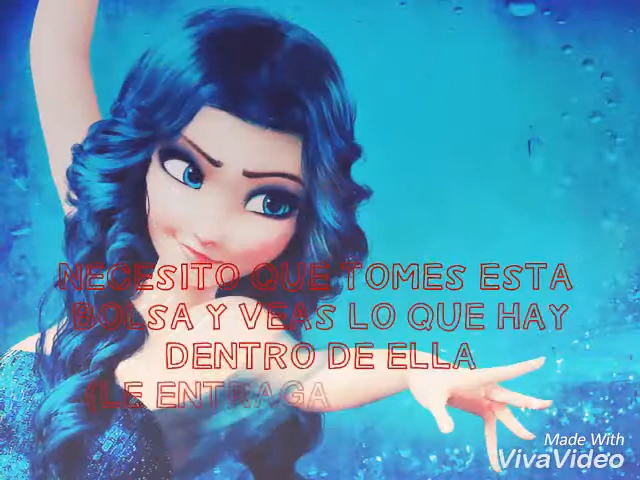 NECESITO QUE TOMES ESTA
BOLSA Y VEAS LO QUE HAY
DENTRO DE ELLA
(LE ENTRAGA
Made With
VivaVideo